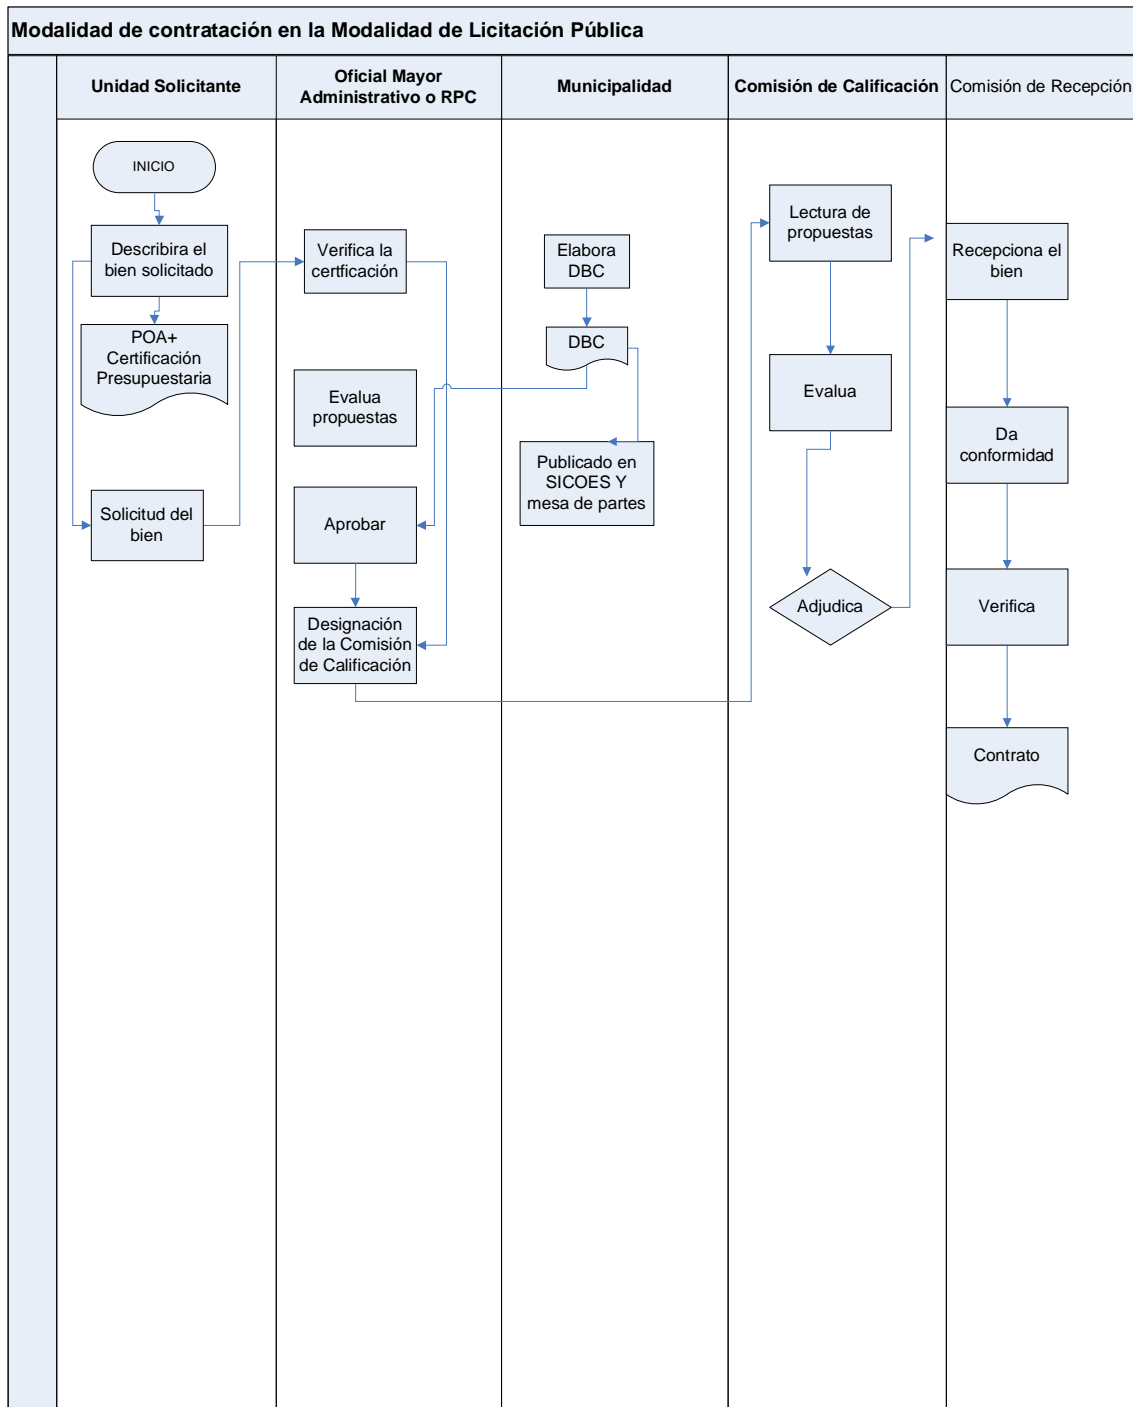 Modalidad de contratación en la Modalidad de Licitación Pública
Unidad Solicitante
Oficial Mayor
Administrativo o RPC
Municipalidad
Comisión de Calificación
Comisión de Recepción
INICIO
Describira el
bien solicitado
POA+
Certificación
Presupuestaria
Solicitud del
bien
Verifica la
certficación
Evalua
propuestas
Aprobar
Designación
de la Comisión
de Calificación
Elabora
DBC
DBC
Publicado en
SICOES Y
mesa de partes
Lectura de
propuestas
Evalua
Adjudica
Recepciona el
bien
Da
conformidad
Verifica
Contrato